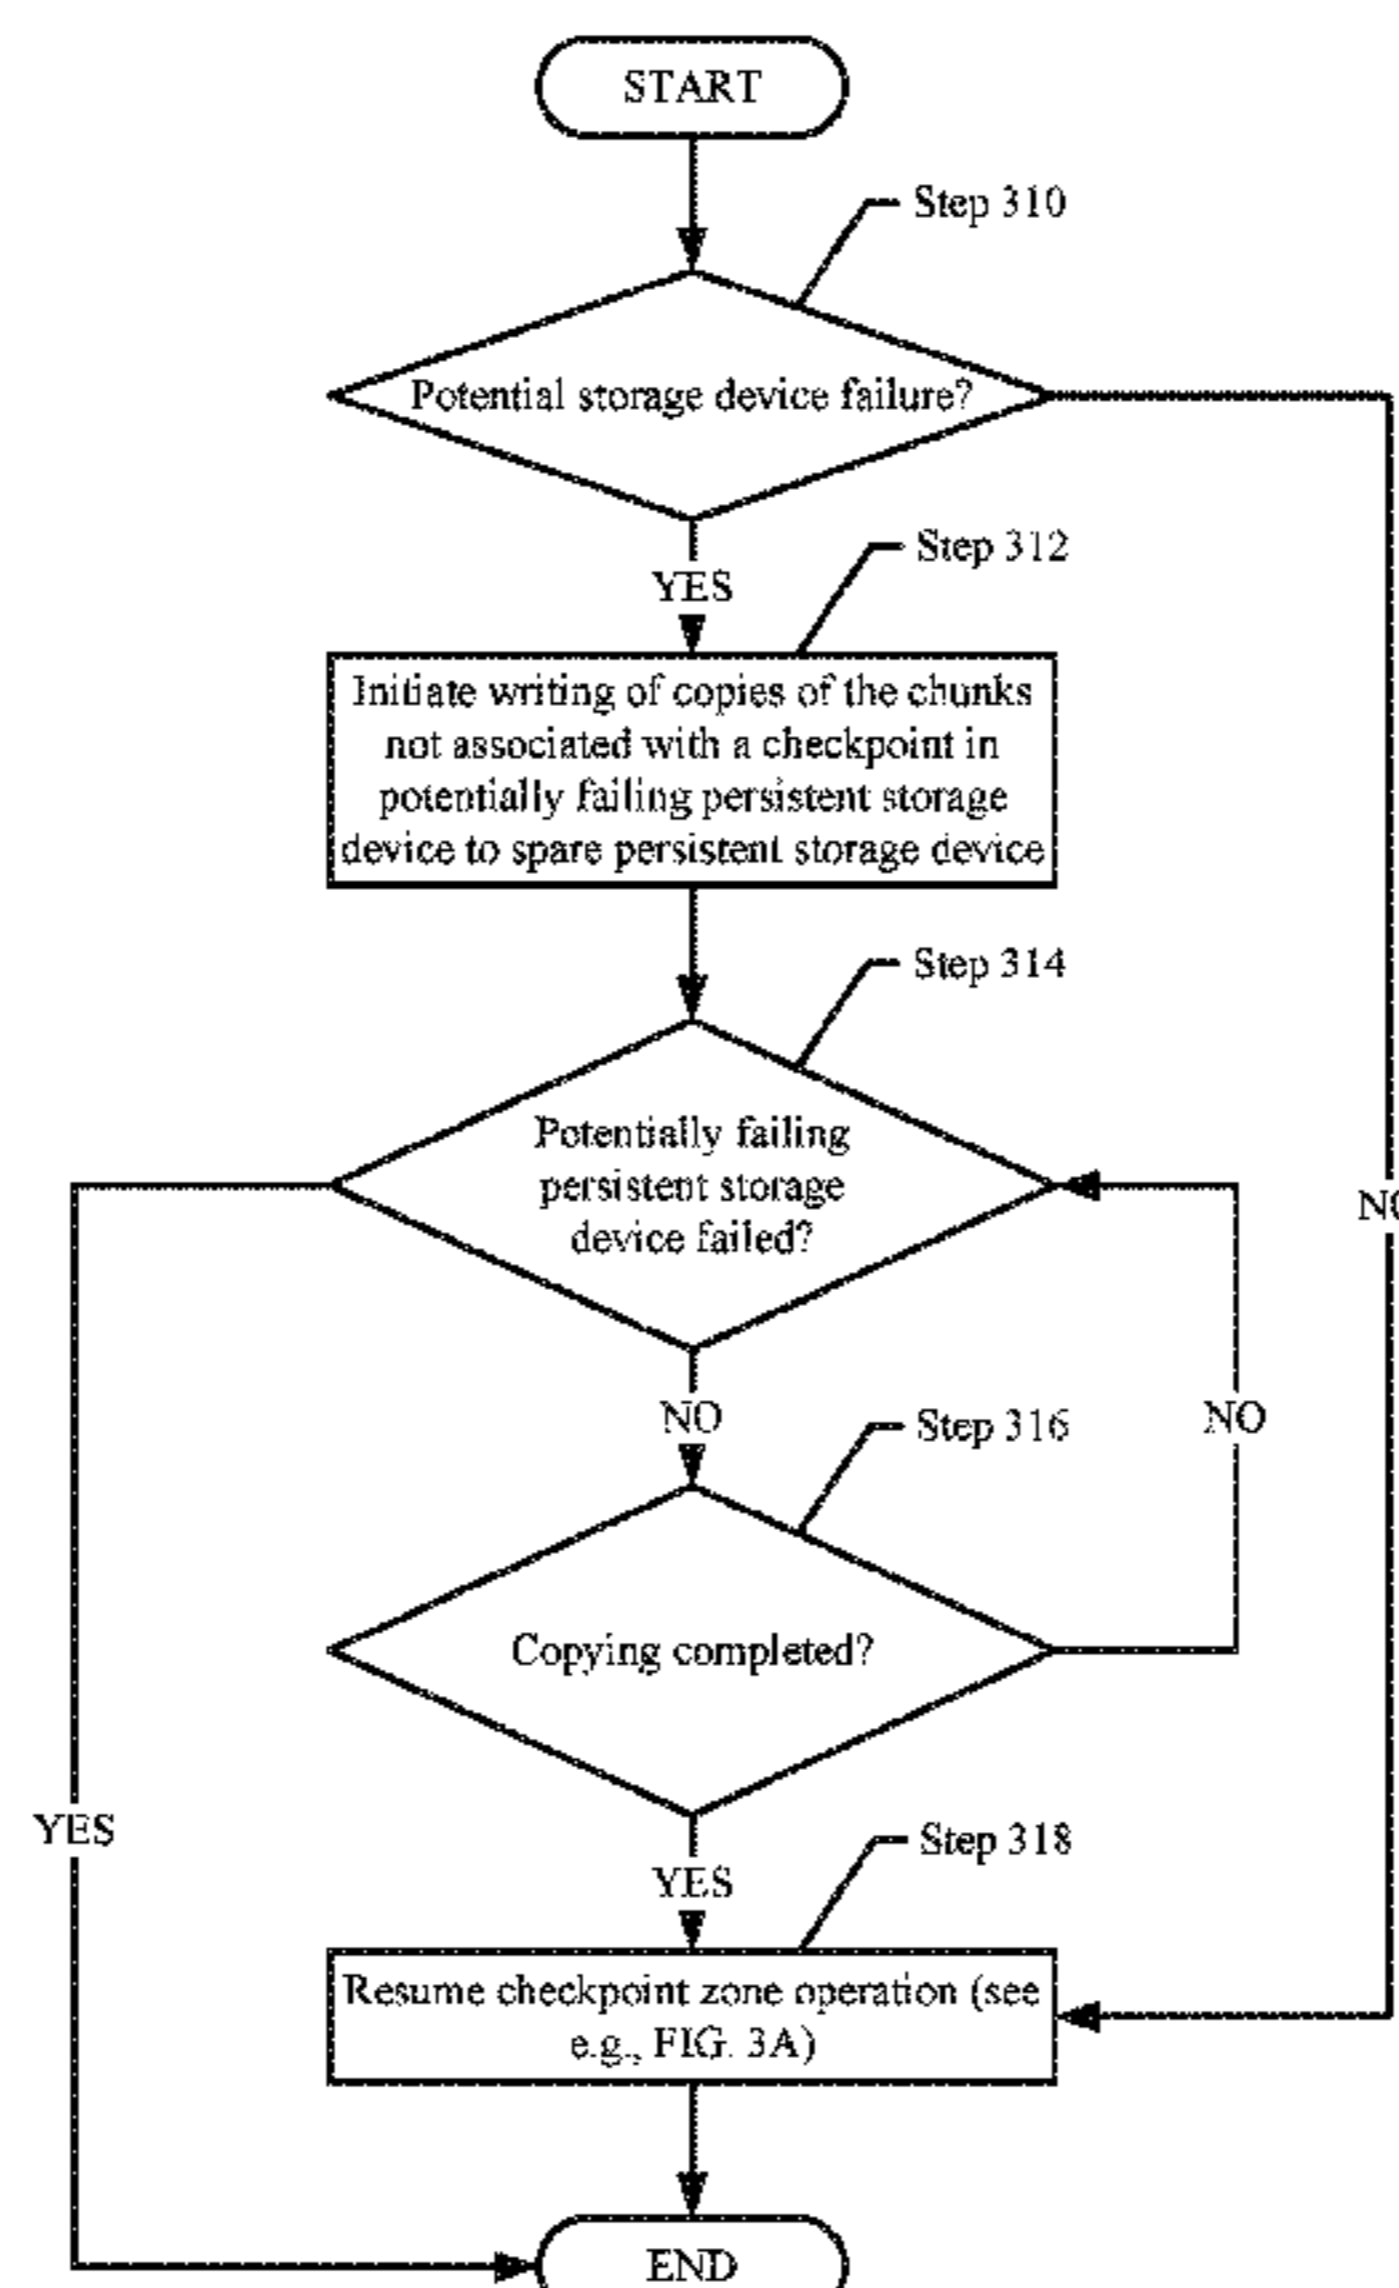 START
Step 310
Potential storage device failure?
Step 312
YES
Initiate writing of copies of the chunks
not associated with a checkpoint in
potentially failing persistent storage
device to spare persistent storage device
Step 314
Potentially failing
persistent storage
device failed?
NO
NO
Step 316
NO
Copying completed?
YES
Step 318
YES
Resume checkpoint zone operation (see
e.g., FIG. 3A)
END